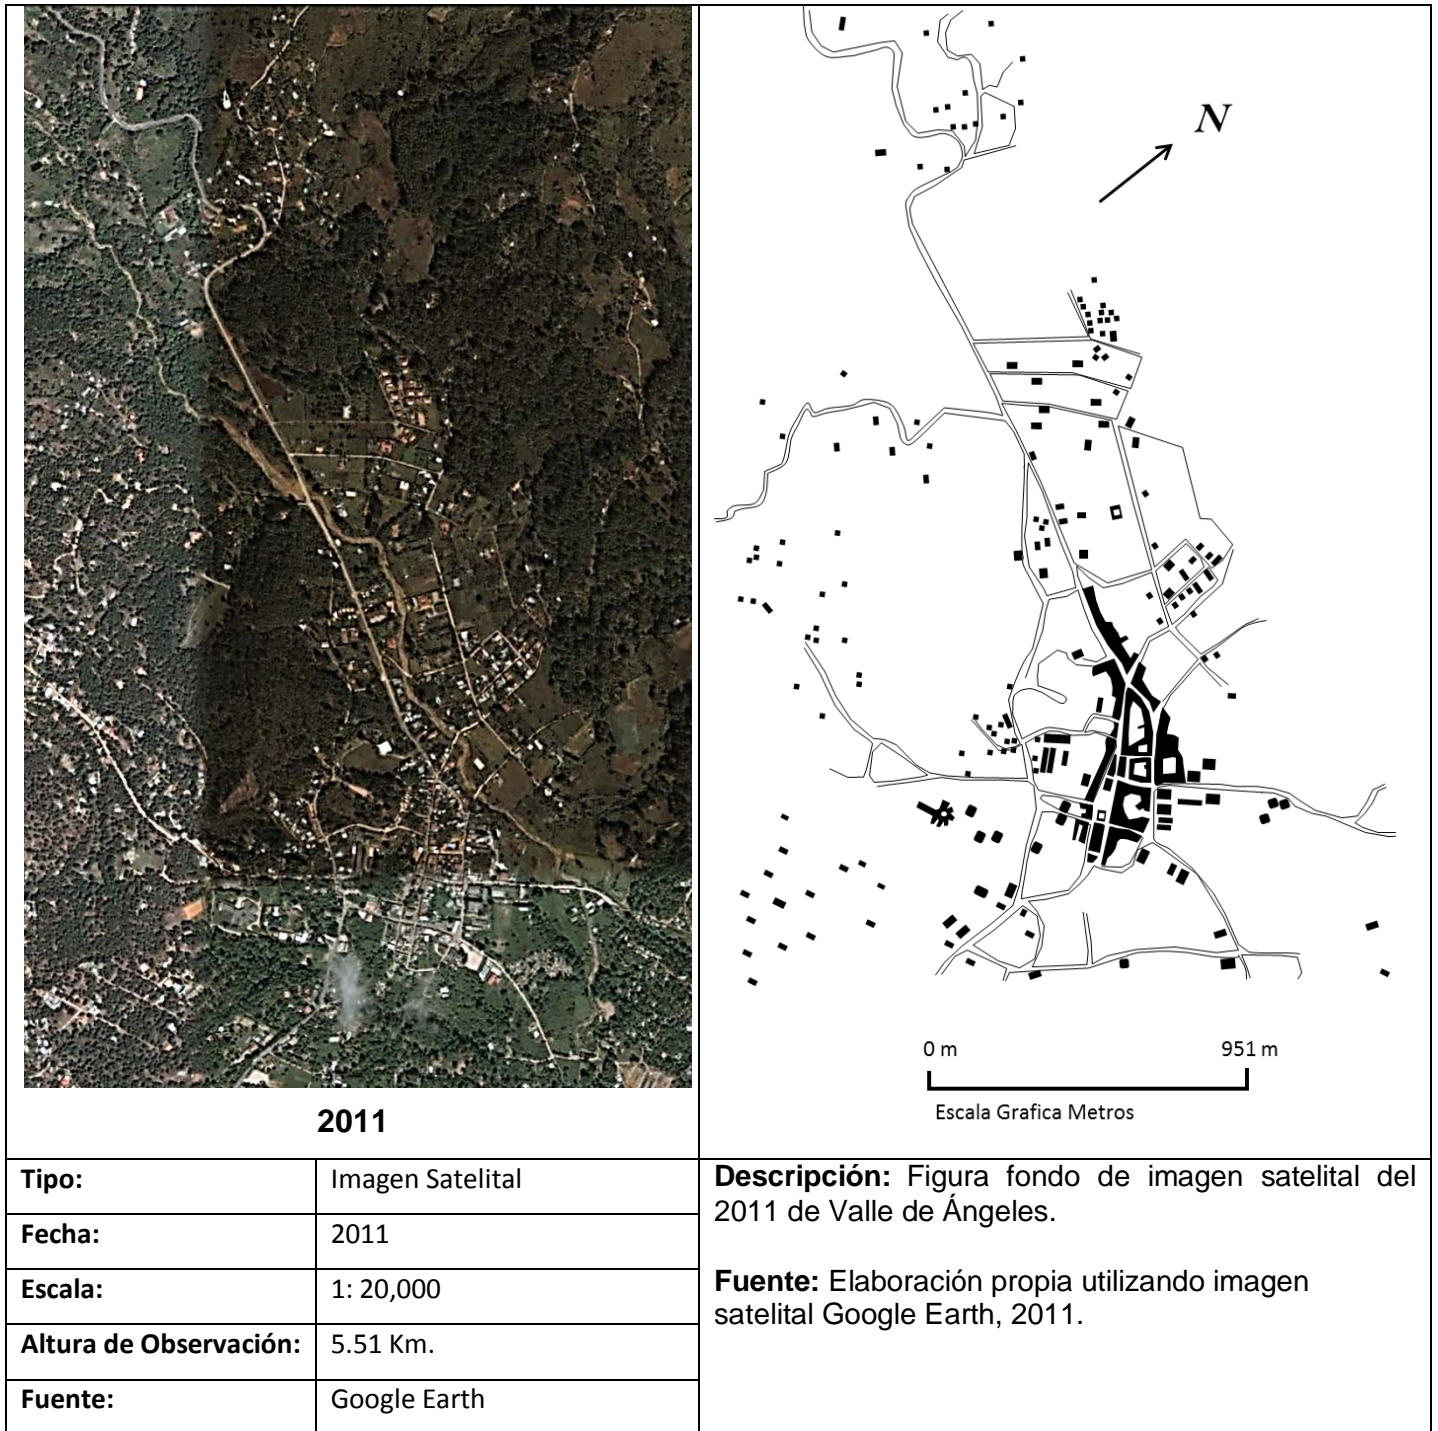 N
0 m 951 m
Escala Grafica Metros
2011
Tipo: Imagen Satelital
Fecha: 2011
Escala: 1: 20,000
Altura de Observación: 5.51 Km.
Fuente: Google Earth
Descripción: Figura fondo de imagen satelital del
2011 de Valle de Ángeles.
Fuente: Elaboración propia utilizando imagen
satelital Google Earth, 2011.